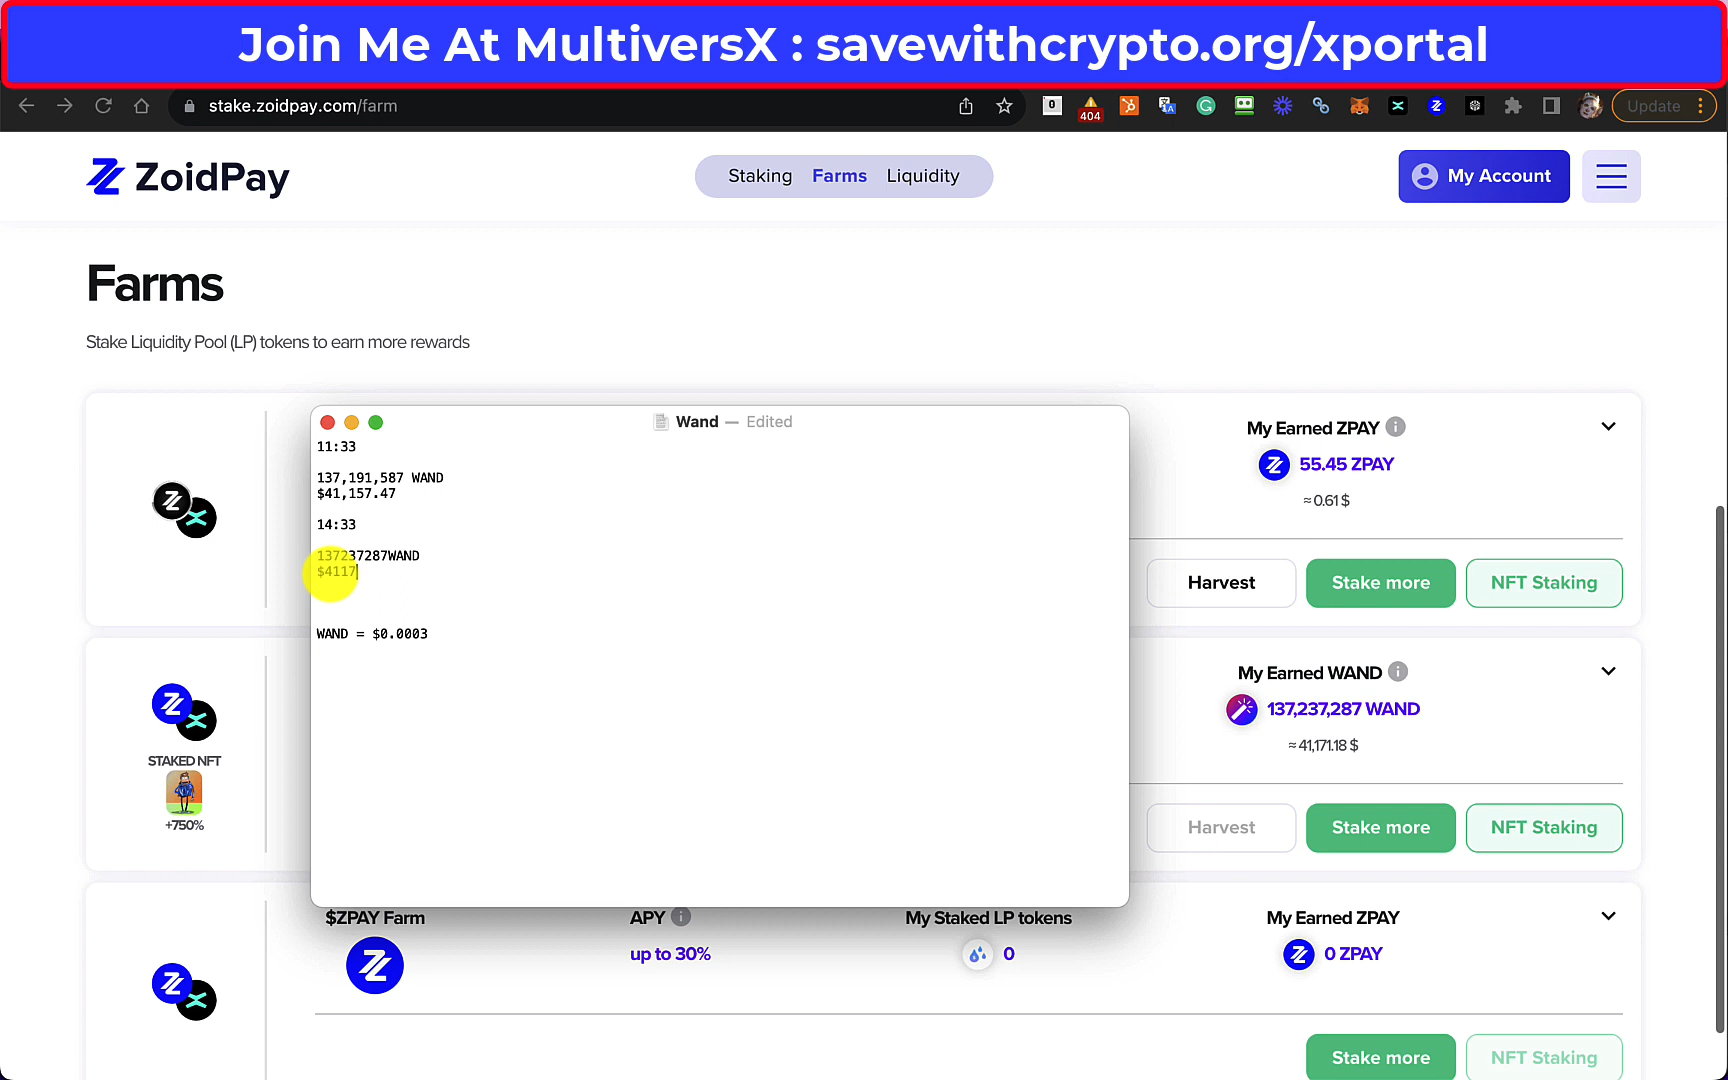 Join Me At MultiversX : savewithcrypto.org/xportal
stake.zoidpay.com/farm
0
404
Update
ZoidPay
Staking Farms Liquidity
My Account
Farms
Stake Liquidity Pool (LP) tokens to earn more rewards
Wand — Edited
11:33
137,191,587 WAND
$41,157.47
14:33
137237287WAND
$4117
WAND = $0.0003
My Earned ZPAY
55.45 ZPAY
≈ 0.61 $
Harvest
Stake more
NFT Staking
STAKED NFT
+750%
My Earned WAND
137,237,287 WAND
≈ 41,171.18 $
Harvest
Stake more
NFT Staking
$ZPAY Farm
APY
up to 30%
My Staked LP tokens
0
My Earned ZPAY
0 ZPAY
Stake more
NFT Staking